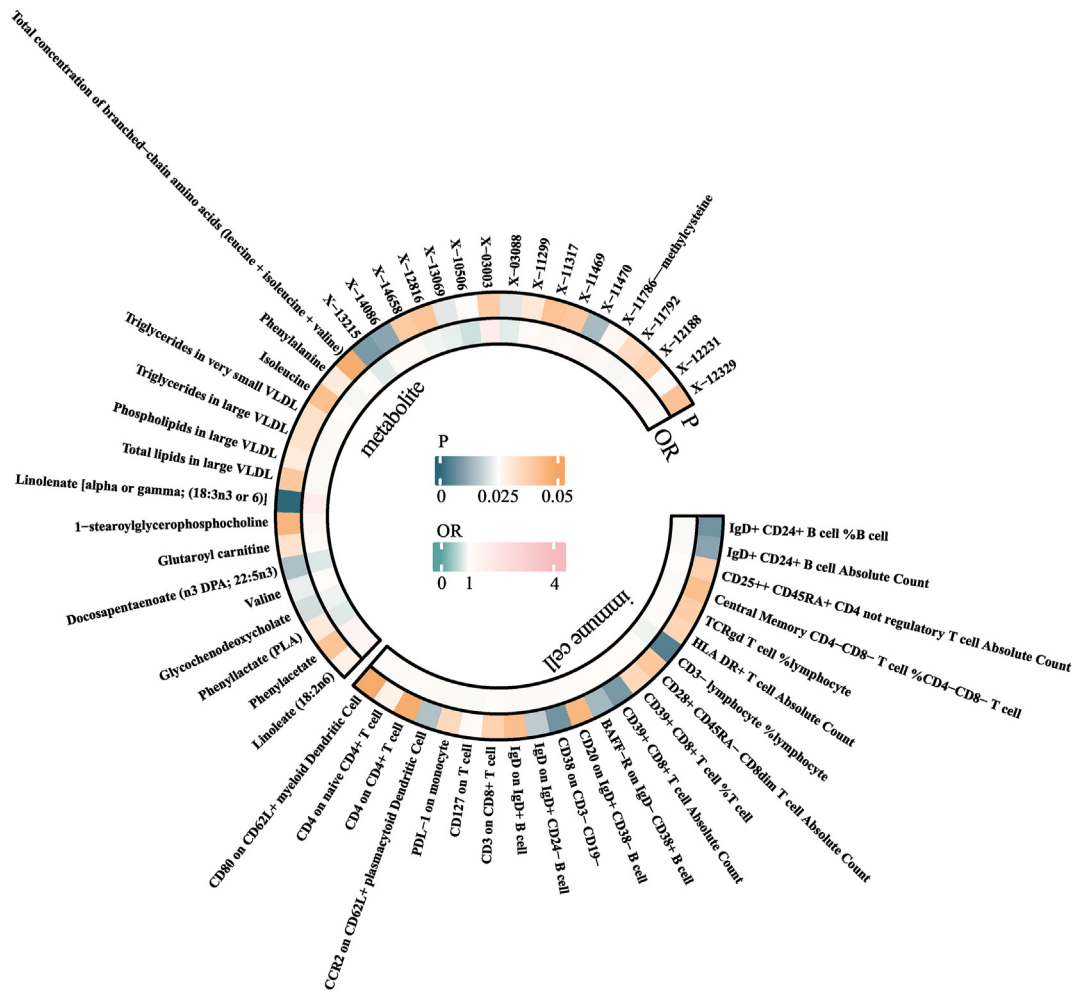 Total concentration of branched−chain amino acids (leucine + isoleucine + valine)
X−13215
X−14086
X−14658
X−12816
X−13069
X−10506
X−03003
X−03088
X−11299
X−11317
X−11469
X−11470
X−11786−−methylcysteine
X−11792
X−12188
X−12231
X−12329
P
OR
Phenylalanine
Isoleucine
Triglycerides in very small VLDL
Triglycerides in large VLDL
Phospholipids in large VLDL
Total lipids in large VLDL
Linolenate [alpha or gamma; (18:3n3 or 6)]
1−stearoylglycerophosphocholine
Glutaroyl carnitine
Docosapentaenoate (n3 DPA; 22:5n3)
Valine
Glycochenodeoxycholate
Phenyllactate (PLA)
Phenylacetate
Linoleate (18:2n6)
metabolite
P
0 0.025 0.05
OR
0 1 4
immune cell
IgD+ CD24+ B cell %B cell
IgD+ CD24+ B cell Absolute Count
CD25++ CD45RA+ CD4 not regulatory T cell Absolute Count
Central Memory CD4−CD8− T cell %CD4−CD8− T cell
TCRgd T cell %lymphocyte
HLA DR+ T cell Absolute Count
CD3− lymphocyte %lymphocyte
CD28+ CD45RA− CD8dim T cell Absolute Count
CD39+ CD8+ T cell %T cell
CD39+ CD8+ T cell Absolute Count
BAFF−R on IgD− CD38+ B cell
CD20 on IgD+ CD38− B cell
CD38 on CD3− CD19−
IgD on IgD+ CD24− B cell
IgD on IgD+ B cell
CD3 on CD8+ T cell
CD127 on T cell
PDL−1 on monocyte
CCR2 on CD62L+ plasmacytoid Dendritic Cell
CD4 on CD4+ T cell
CD4 on naive CD4+ T cell
CD80 on CD62L+ myeloid Dendritic Cell